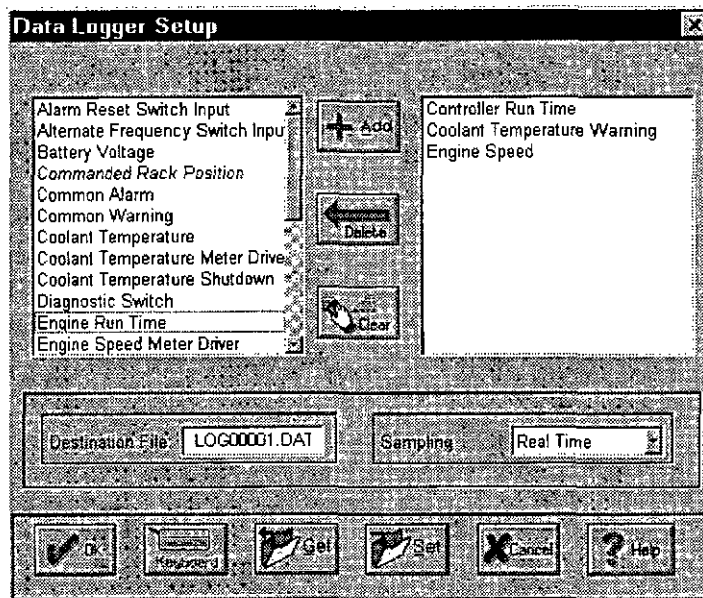 Data Logger Setup
Alarm Reset Switch Input
Alternate Frequency Switch Inpu
Battery Voltage
Commanded Rack Position
Common Alarm
Common Warning
Coolant Temperature
Coolant Temperature Meter Drive
Coolant Temperature Shutdown
Diagnostic Switch
Engine Run Time
Engine Speed Meter Driver
Add
Delete
Clear
Controller Run Time
Coolant Temperature Warning
Engine Speed
Destination File: LOG00001.DAT
Sampling Real Time
Ok
Keyboard
Get
Set
Cancel
Help